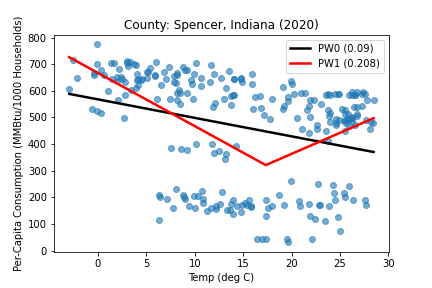 County: Spencer, Indiana (2020)
PW0 (0.09)
PW1 (0.208)
Per-Capita Consumption (MMBtu/1000 Households)
800
700
600
500
400
300
200
100
0
0 5 10 15 20 25 30
Temp (deg C)